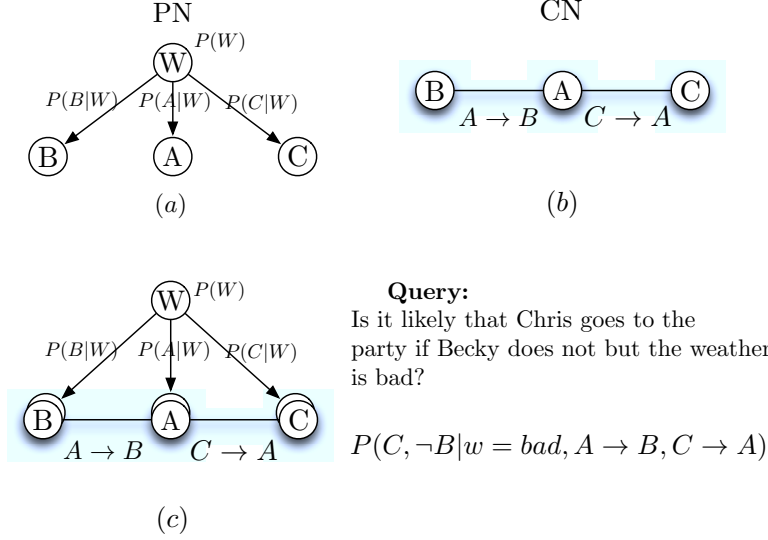 PN
P(W)
W
P(B|W)
P(A|W)
P(C|W)
B
A
C
(a)
CN
B
A
C
A → B
C → A
(b)
W
P(W)
P(B|W)
P(A|W)
P(C|W)
B
A
C
A → B
C → A
(c)
Query:
Is it likely that Chris goes to the
party if Becky does not but the weather
is bad?
P(C, ¬B|w = bad, A → B, C → A)